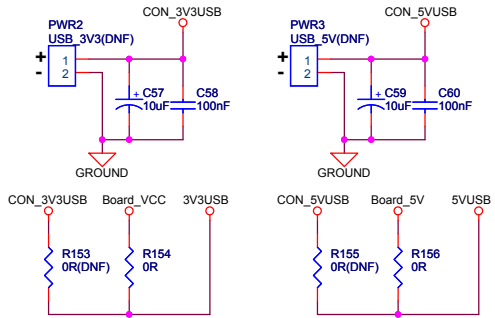 CON_3V3USB
CON_5VUSB
PWR2
USB_3V3(DNF)
PWR3
USB_5V(DNF)
+
1
-
2
+
1
-
2
+
C57
10uF
C58
100nF
+
C59
10uF
C60
100nF
GROUND
GROUND
CON_3V3USB
Board_VCC
3V3USB
CON_5VUSB
Board_5V
5VUSB
R153
0R(DNF)
R154
0R
R155
0R(DNF)
R156
0R